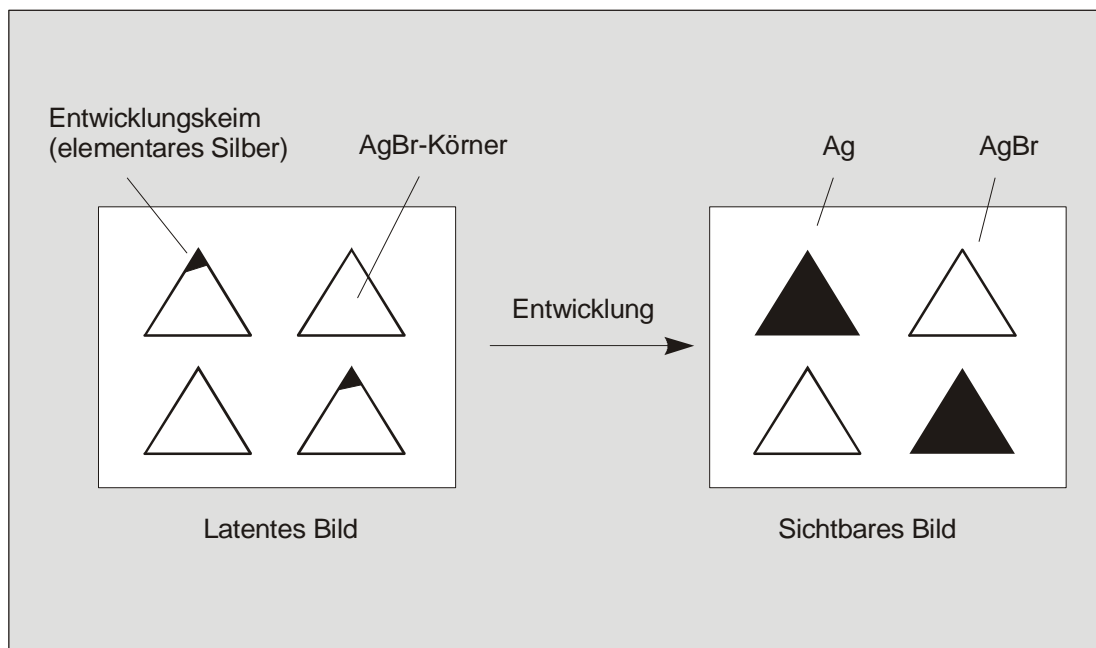 Entwicklungskeim
(elementares Silber)
AgBr-Körner
Ag
AgBr
Entwicklung
Latentes Bild
Sichtbares Bild